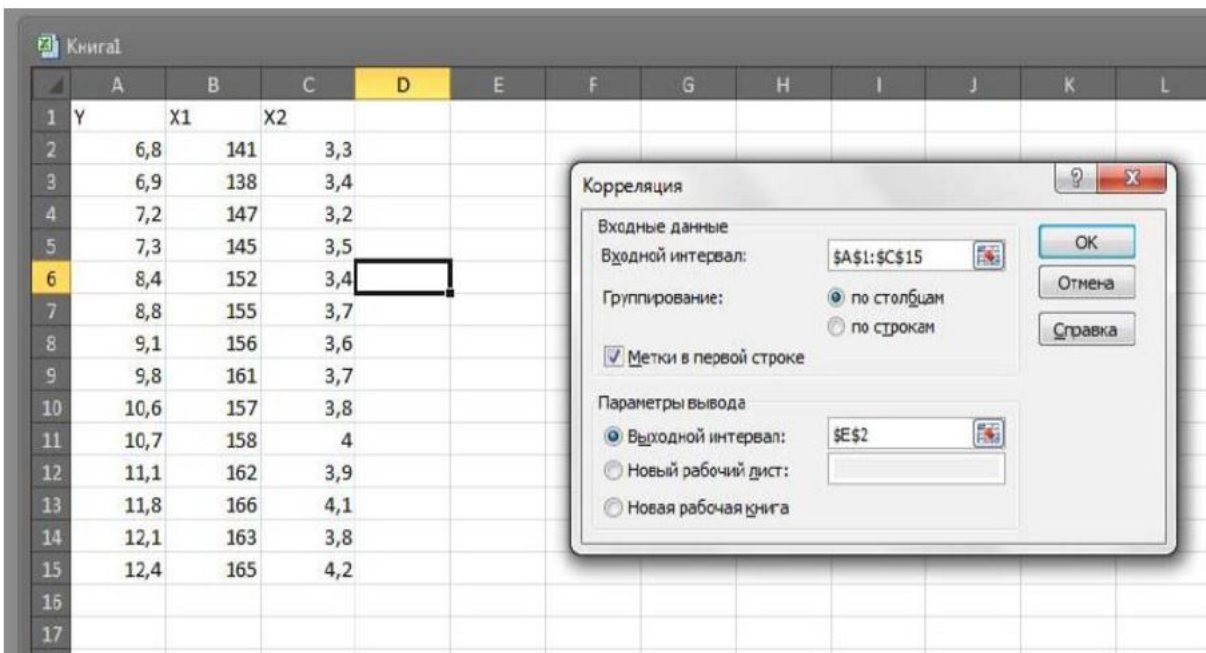 Книга1
A B C D E F G H I J K L
1 Y X1 X2
2 6,8 141 3,3
3 6,9 138 3,4
4 7,2 147 3,2
5 7,3 145 3,5
6 8,4 152 3,4
7 8,8 155 3,7
8 9,1 156 3,6
9 9,8 161 3,7
10 10,6 157 3,8
11 10,7 158 4
12 11,1 162 3,9
13 11,8 166 4,1
14 12,1 163 3,8
15 12,4 165 4,2
16
17
Корреляция
?
X
Входные данные
Входной интервал: $A$1:$C$15
Группирование: по столбцам
по строкам
Метки в первой строке
Параметры вывода
Выходной интервал: $E$2
Новый рабочий лист:
Новая рабочая книга
OK
Отмена
Справка